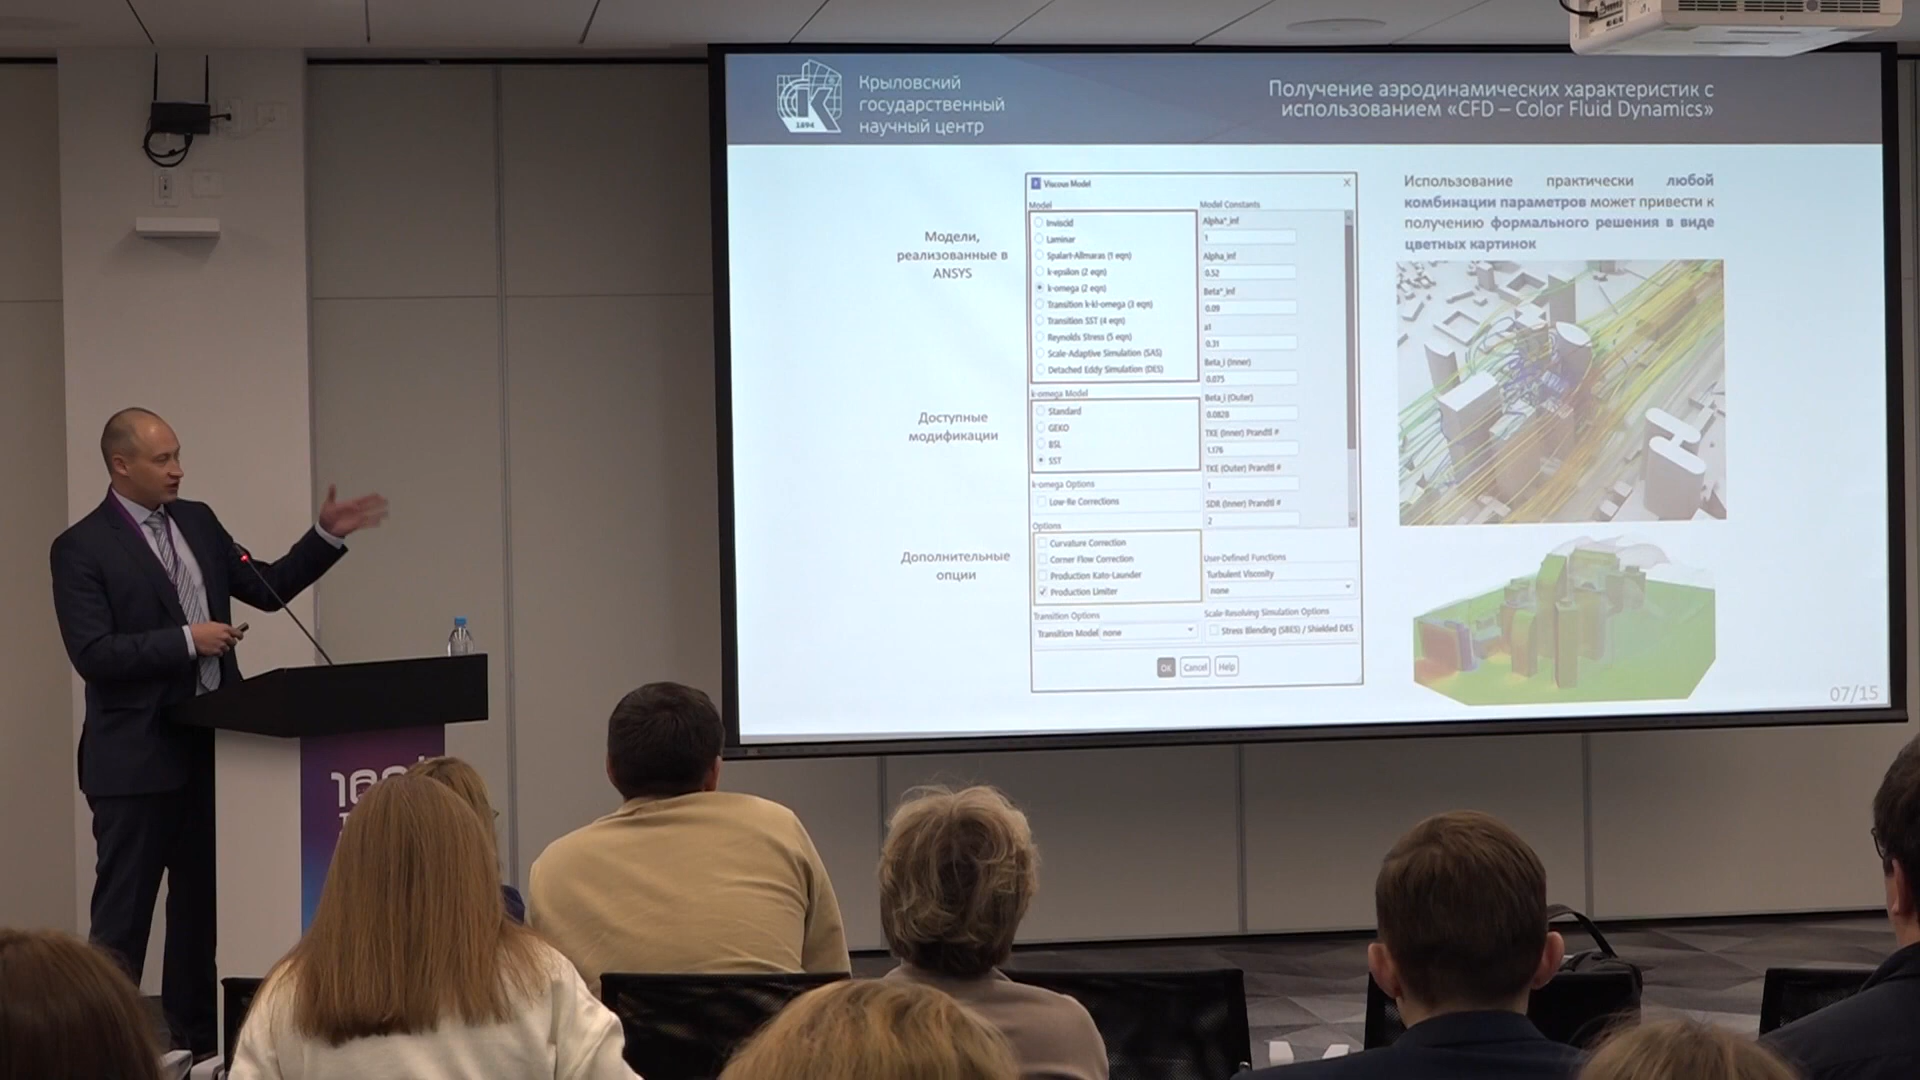 Крыловский
государственный
научный центр
1894
Получение аэродинамических характеристик с
использованием «CFD – Color Fluid Dynamics»
Модели,
реализованные в
ANSYS
Доступные
модификации
Дополнительные
опции
Viscous Model
Model
Inviscid
Laminar
Spalart-Allmaras (1 eqn)
k-epsilon (2 eqn)
k-omega (2 eqn)
Transition k-kl-omega (3 eqn)
Transition SST (4 eqn)
Reynolds Stress (5 eqn)
Scale-Adaptive Simulation (SAS)
Detached Eddy Simulation (DES)
k-omega Model
Standard
GEKO
BSL
SST
k-omega Options
Low-Re Corrections
Options
Curvature Correction
Corner Flow Correction
Production Kato-Launder
Production Limiter
Transition Options
Transition Model none
Model Constants
Alpha*_inf
1
Alpha_inf
0.52
Beta*_inf
0.09
a1
0.31
Beta_i (Inner)
0.075
Beta_i (Outer)
0.0828
TKE (Inner) Prandtl #
1.176
TKE (Outer) Prandtl #
1
SDR (Inner) Prandtl #
2
User-Defined Functions
Turbulent Viscosity
none
Scale-Resolving Simulation Options
Stress Blending (SBES) / Shielded DES
OK Cancel Help
Использование практически любой
комбинации параметров может привести к
получению формального решения в виде
цветных картинок
07/15